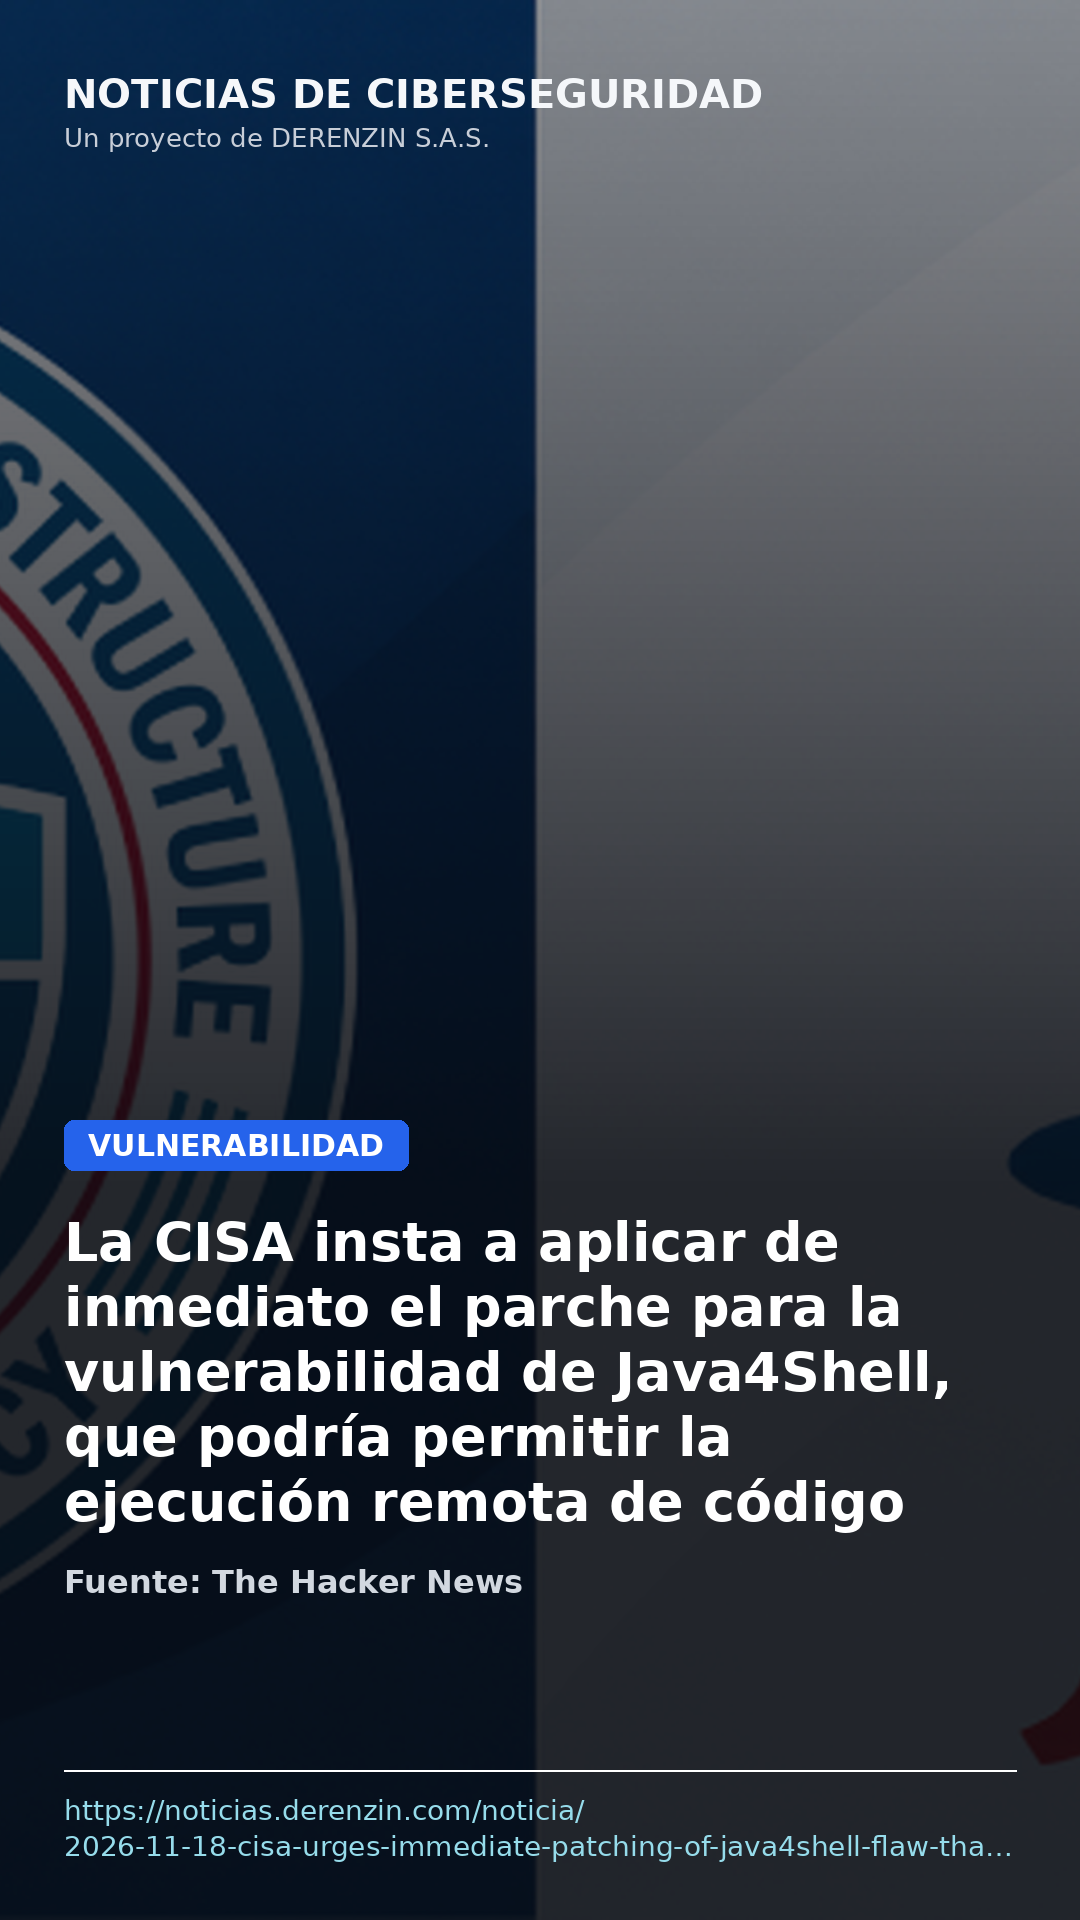 NOTICIAS DE CIBERSEGURIDAD
Un proyecto de DERENZIN S.A.S.
STRUCTURE
CY
VULNERABILIDAD
La CISA insta a aplicar de
inmediato el parche para la
vulnerabilidad de Java4Shell,
que podría permitir la
ejecución remota de código
Fuente: The Hacker News
https://noticias.derenzin.com/noticia/
2026-11-18-cisa-urges-immediate-patching-of-java4shell-flaw-tha...